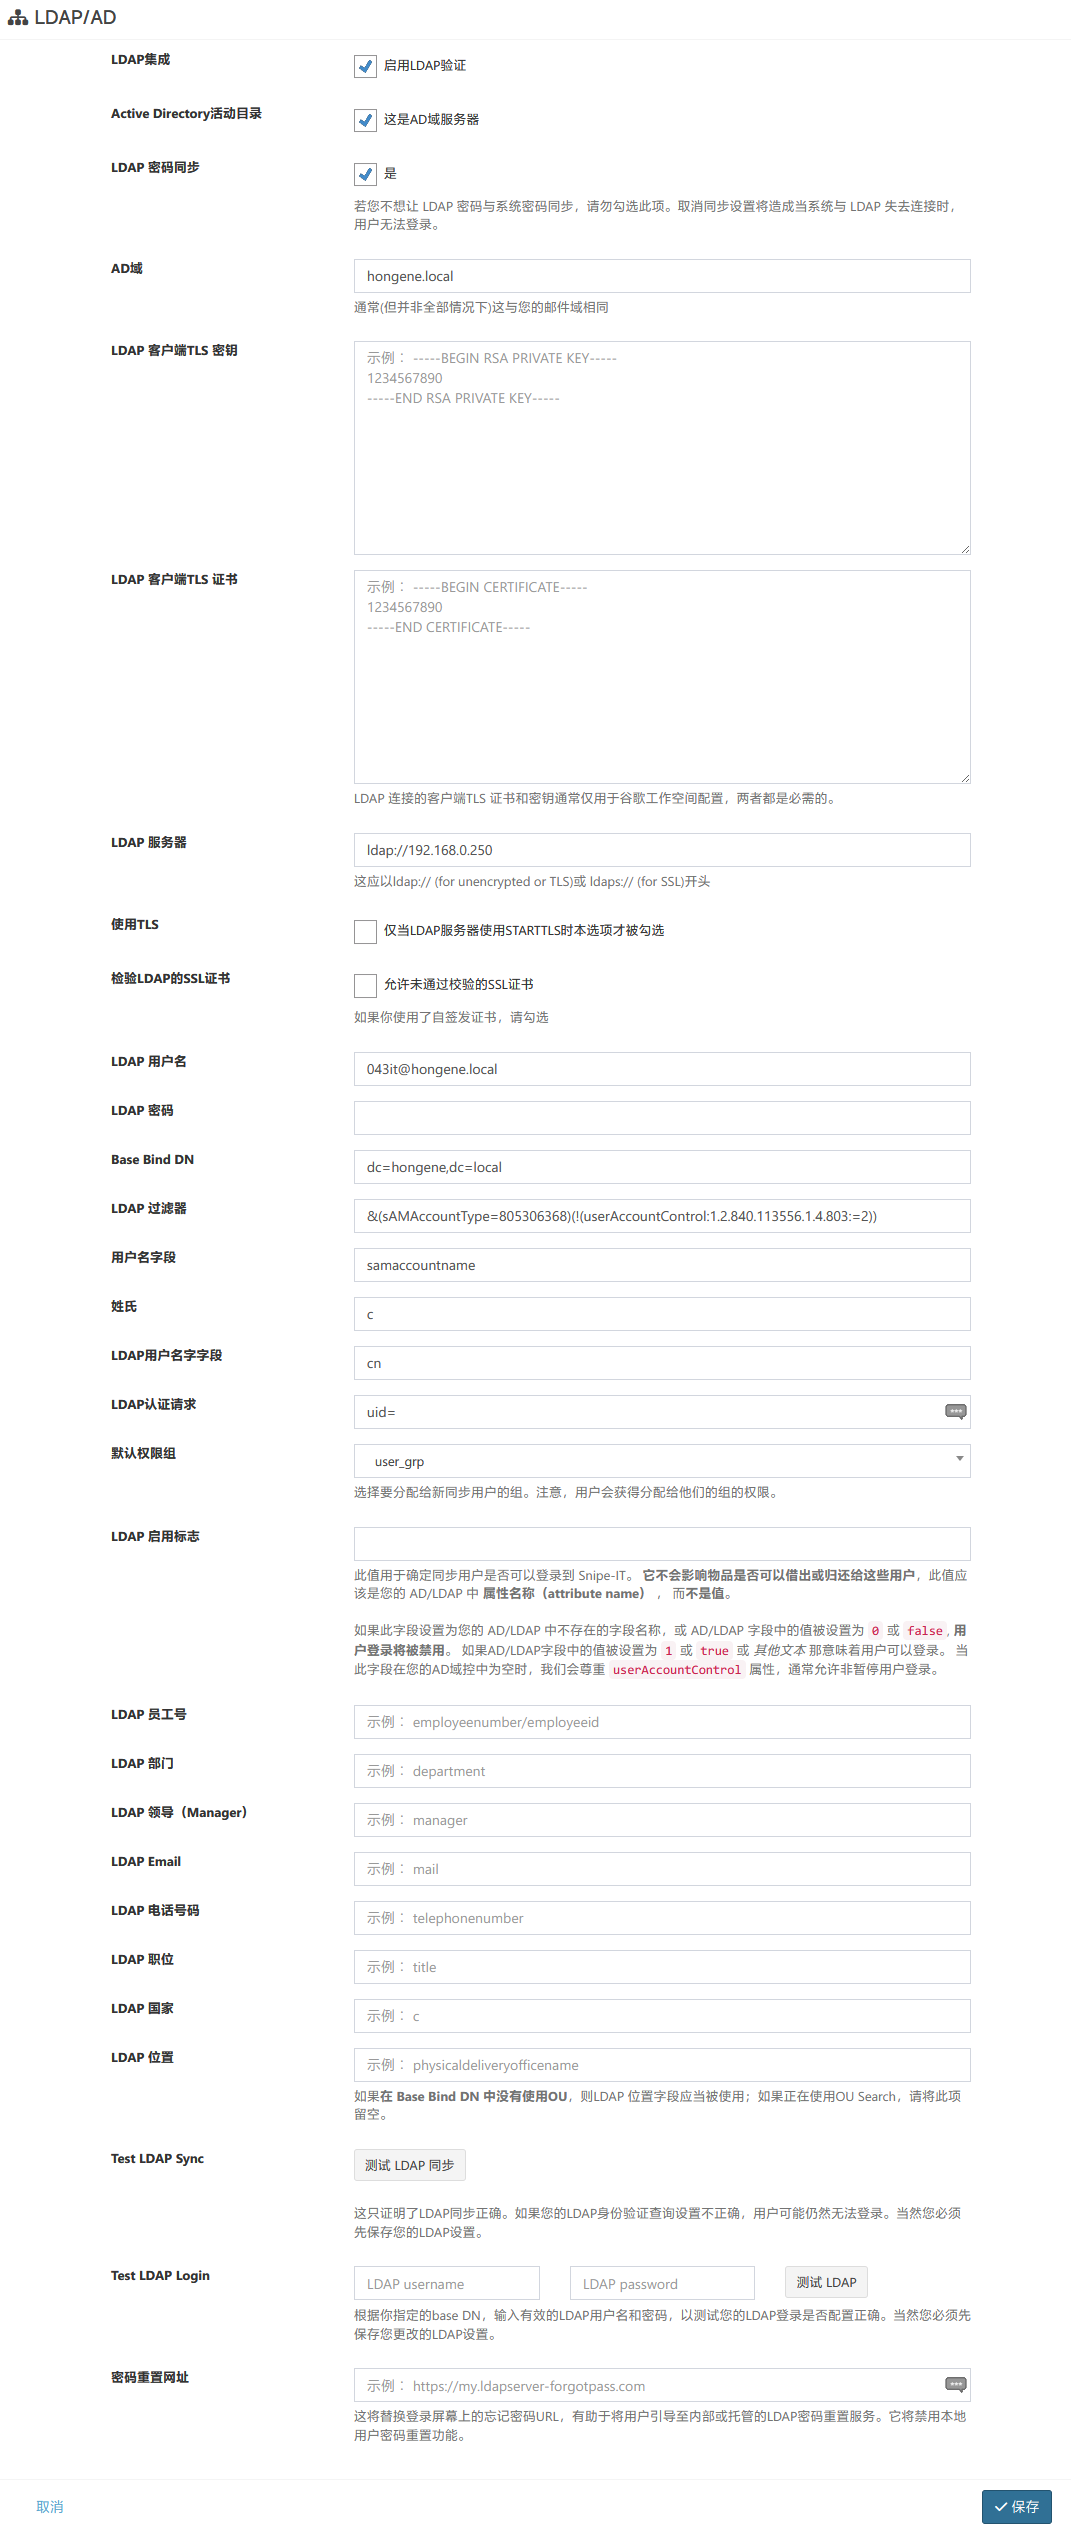 LDAP/AD
LDAP集成
启用LDAP验证
Active Directory活动目录
这是AD域服务器
LDAP 密码同步
是
若您不想让 LDAP 密码与系统密码同步，请勿勾选此项。取消同步设置将造成当系统与 LDAP 失去连接时，
用户无法登录。
AD域
hongene.local
通常(但并非全部情况下)这与您的邮件域相同
LDAP 客户端TLS 密钥
示例： -----BEGIN RSA PRIVATE KEY-----
1234567890
-----END RSA PRIVATE KEY-----
LDAP 客户端TLS 证书
示例： -----BEGIN CERTIFICATE-----
1234567890
-----END CERTIFICATE-----
LDAP 连接的客户端TLS 证书和密钥通常仅用于谷歌工作空间配置，两者都是必需的。
LDAP 服务器
ldap://192.168.0.250
这应以ldap:// (for unencrypted or TLS)或 ldaps:// (for SSL)开头
使用TLS
仅当LDAP服务器使用STARTTLS时本选项才被勾选
检验LDAP的SSL证书
允许未通过校验的SSL证书
如果你使用了自签发证书，请勾选
LDAP 用户名
043it@hongene.local
LDAP 密码
Base Bind DN
dc=hongene,dc=local
LDAP 过滤器
&(sAMAccountType=805306368)(!(userAccountControl:1.2.840.113556.1.4.803:=2))
用户名字段
samaccountname
姓氏
c
LDAP用户名字字段
cn
LDAP认证请求
uid=
默认权限组
user_grp
选择要分配给新同步用户的组。注意，用户会获得分配给他们的组的权限。
LDAP 启用标志
此值用于确定同步用户是否可以登录到 Snipe-IT。 它不会影响物品是否可以借出或归还给这些用户，此值应
该是您的 AD/LDAP 中 属性名称（attribute name） ，而不是值。
如果此字段设置为您的 AD/LDAP 中不存在的字段名称，或 AD/LDAP 字段中的值被设置为 0 或 false, 用
户登录将被禁用。 如果AD/LDAP字段中的值被设置为 1 或 true 或 其他文本 那意味着用户可以登录。 当
此字段在您的AD域控中为空时，我们会尊重 userAccountControl 属性，通常允许非暂停用户登录。
LDAP 员工号
示例： employeenumber/employeeid
LDAP 部门
示例： department
LDAP 领导（Manager）
示例： manager
LDAP Email
示例： mail
LDAP 电话号码
示例： telephonenumber
LDAP 职位
示例： title
LDAP 国家
示例： c
LDAP 位置
示例： physicaldeliveryofficename
如果在 Base Bind DN 中没有使用OU，则LDAP 位置字段应当被使用；如果正在使用OU Search，请将此项
留空。
Test LDAP Sync
测试 LDAP 同步
这只证明了LDAP同步正确。如果您的LDAP身份验证查询设置不正确，用户可能仍然无法登录。当然您必须
先保存您的LDAP设置。
Test LDAP Login
LDAP username
LDAP password
测试 LDAP
根据你指定的base DN，输入有效的LDAP用户名和密码，以测试您的LDAP登录是否配置正确。当然您必须先
保存您更改的LDAP设置。
密码重置网址
示例： https://my.ldapserver-forgotpass.com
这将替换登录屏幕上的忘记密码URL，有助于将用户引导至内部或托管的LDAP密码重置服务。它将禁用本地
用户密码重置功能。
取消
保存